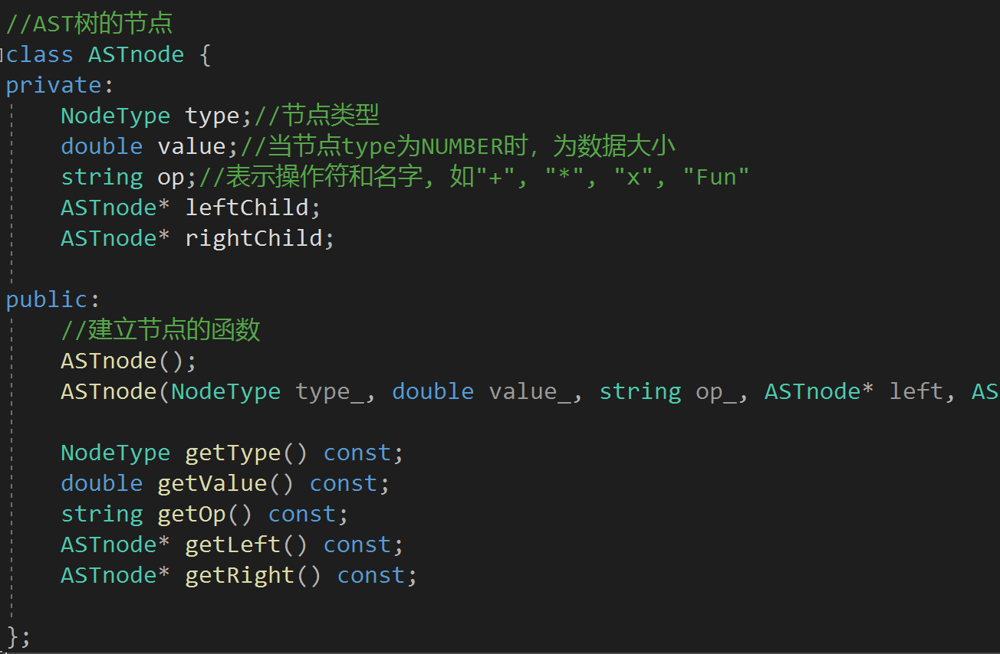 //AST树的节点
class ASTnode {
private:
NodeType type;//节点类型
double value;//当节点type为NUMBER时，为数据大小
string op;//表示操作符和名字，如"+"，"*"，"x"，"Fun"
ASTnode* leftChild;
ASTnode* rightChild;
public:
//建立节点的函数
ASTnode();
ASTnode(NodeType type_, double value_, string op_, ASTnode* left, AS
NodeType getType() const;
double getValue() const;
string getOp() const;
ASTnode* getLeft() const;
ASTnode* getRight() const;
};